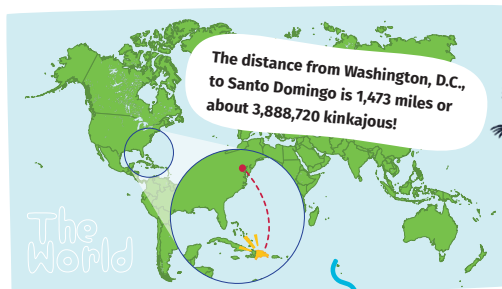 The distance from Washington, D.C.,
to Santo Domingo is 1,473 miles or
about 3,888,720 kinkajous!
The
World